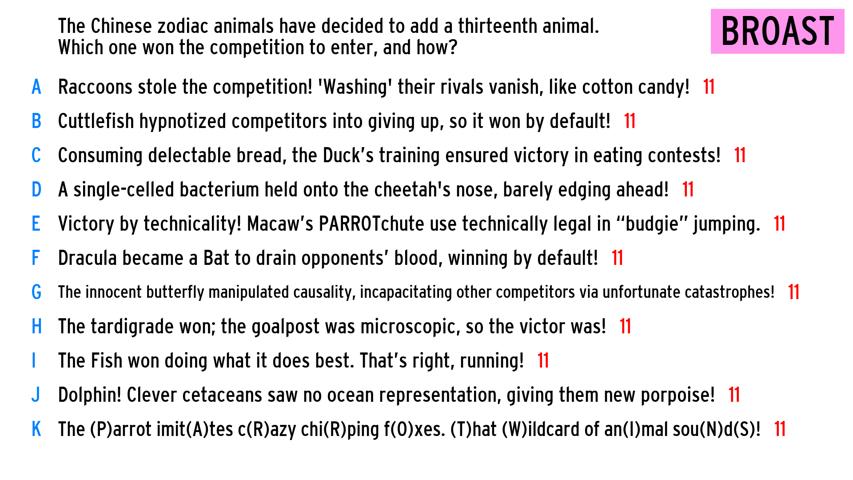 The Chinese zodiac animals have decided to add a thirteenth animal.
Which one won the competition to enter, and how?
BROAST
A Raccoons stole the competition! 'Washing' their rivals vanish, like cotton candy! 11
B Cuttlefish hypnotized competitors into giving up, so it won by default! 11
C Consuming delectable bread, the Duck’s training ensured victory in eating contests! 11
D A single-celled bacterium held onto the cheetah's nose, barely edging ahead! 11
E Victory by technicality! Macaw’s PARROTchute use technically legal in “budgie” jumping. 11
F Dracula became a Bat to drain opponents’ blood, winning by default! 11
G The innocent butterfly manipulated causality, incapacitating other competitors via unfortunate catastrophes! 11
H The tardigrade won; the goalpost was microscopic, so the victor was! 11
I The Fish won doing what it does best. That’s right, running! 11
J Dolphin! Clever cetaceans saw no ocean representation, giving them new porpoise! 11
K The (P)arrot imit(A)tes c(R)azy chi(R)ping f(O)xes. (T)hat (W)ildcard of an(I)mal sou(N)d(S)! 11